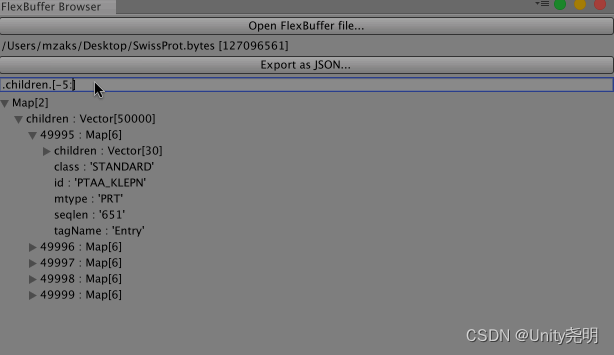 FlexBuffer Browser
Open FlexBuffer file...
/Users/mzaks/Desktop/SwissProt.bytes [127096561]
Export as JSON...
.children.[-5:]
Map[2]
children : Vector[50000]
49995 : Map[6]
children : Vector[30]
class : 'STANDARD'
id : 'PTAA_KLEPN'
mtype : 'PRT'
seqlen : '651'
tagName : 'Entry'
49996 : Map[6]
49997 : Map[6]
49998 : Map[6]
49999 : Map[6]
CSDN @Unity尧明